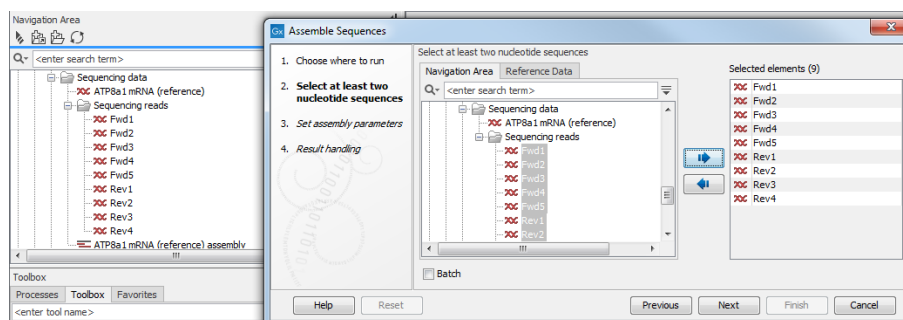 Navigation Area
<enter search term>
Sequencing data
ATP8a1 mRNA (reference)
Sequencing reads
Fwd1
Fwd2
Fwd3
Fwd4
Fwd5
Rev1
Rev2
Rev3
Rev4
ATP8a1 mRNA (reference) assembly
Toolbox
Processes Toolbox Favorites
<enter tool name>
Gx Assemble Sequences
1. Choose where to run
2. Select at least two
nucleotide sequences
3. Set assembly parameters
4. Result handling
Select at least two nucleotide sequences
Navigation Area Reference Data
<enter search term>
Sequencing data
ATP8a1 mRNA (reference)
Sequencing reads
Fwd1
Fwd2
Fwd3
Fwd4
Fwd5
Rev1
Rev2
Batch
Selected elements (9)
Fwd1
Fwd2
Fwd3
Fwd4
Fwd5
Rev1
Rev2
Rev3
Rev4
Help Reset Previous Next Finish Cancel